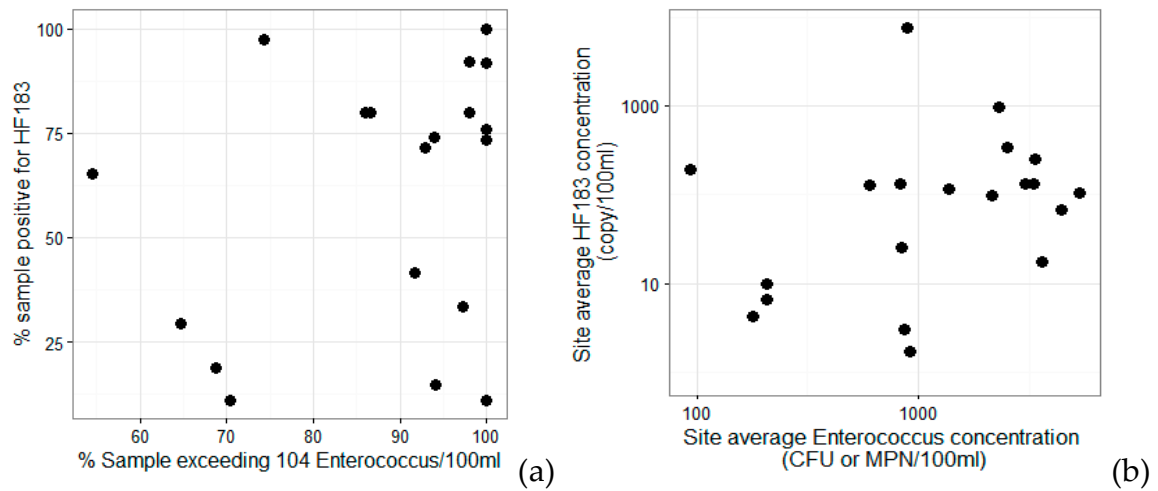 100
75
50
25
% sample positive for HF183
60 70 80 90 100
% Sample exceeding 104 Enterococcus/100ml
(a)
1000
10
Site average HF183 concentration
(copy/100ml)
100 1000
Site average Enterococcus concentration
(CFU or MPN/100ml)
(b)